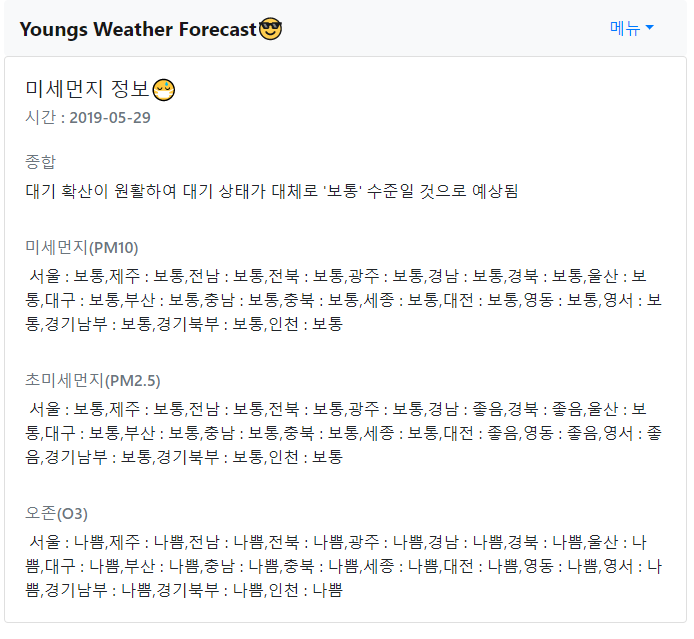 Youngs Weather Forecast😎
메뉴
미세먼지 정보😷
시간 : 2019-05-29
종합
대기 확산이 원활하여 대기 상태가 대체로 '보통' 수준일 것으로 예상됨
미세먼지(PM10)
서울 : 보통,제주 : 보통,전남 : 보통,전북 : 보통,광주 : 보통,경남 : 보통,경북 : 보통,울산 : 보
통,대구 : 보통,부산 : 보통,충남 : 보통,충북 : 보통,세종 : 보통,대전 : 보통,영동 : 보통,영서 : 보
통,경기남부 : 보통,경기북부 : 보통,인천 : 보통
초미세먼지(PM2.5)
서울 : 보통,제주 : 보통,전남 : 보통,전북 : 보통,광주 : 보통,경남 : 좋음,경북 : 좋음,울산 : 보
통,대구 : 보통,부산 : 보통,충남 : 보통,충북 : 보통,세종 : 보통,대전 : 좋음,영동 : 좋음,영서 : 좋
음,경기남부 : 보통,경기북부 : 보통,인천 : 보통
오존(O3)
서울 : 나쁨,제주 : 나쁨,전남 : 나쁨,전북 : 나쁨,광주 : 나쁨,경남 : 나쁨,경북 : 나쁨,울산 : 나
쁨,대구 : 나쁨,부산 : 나쁨,충남 : 나쁨,충북 : 나쁨,세종 : 나쁨,대전 : 나쁨,영동 : 나쁨,영서 : 나
쁨,경기남부 : 나쁨,경기북부 : 나쁨,인천 : 나쁨